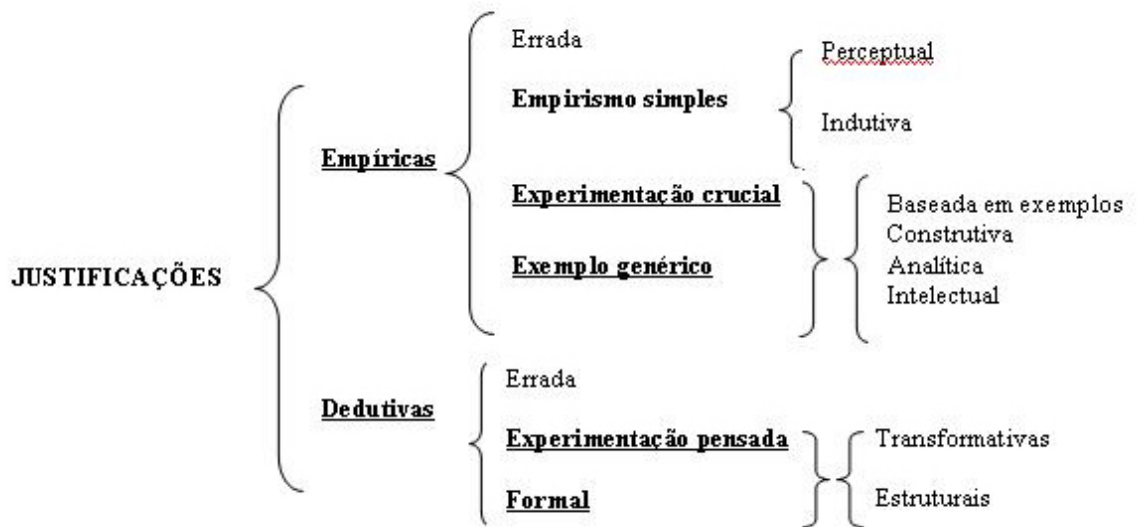 JUSTIFICAÇÕES
Empíricas
Errada
Empirismo simples
Perceptual
Indutiva
Experimentação crucial
Exemplo genérico
Baseada em exemplos
Construtiva
Analítica
Intelectual
Dedutivas
Errada
Experimentação pensada
Formal
Transformativas
Estruturais